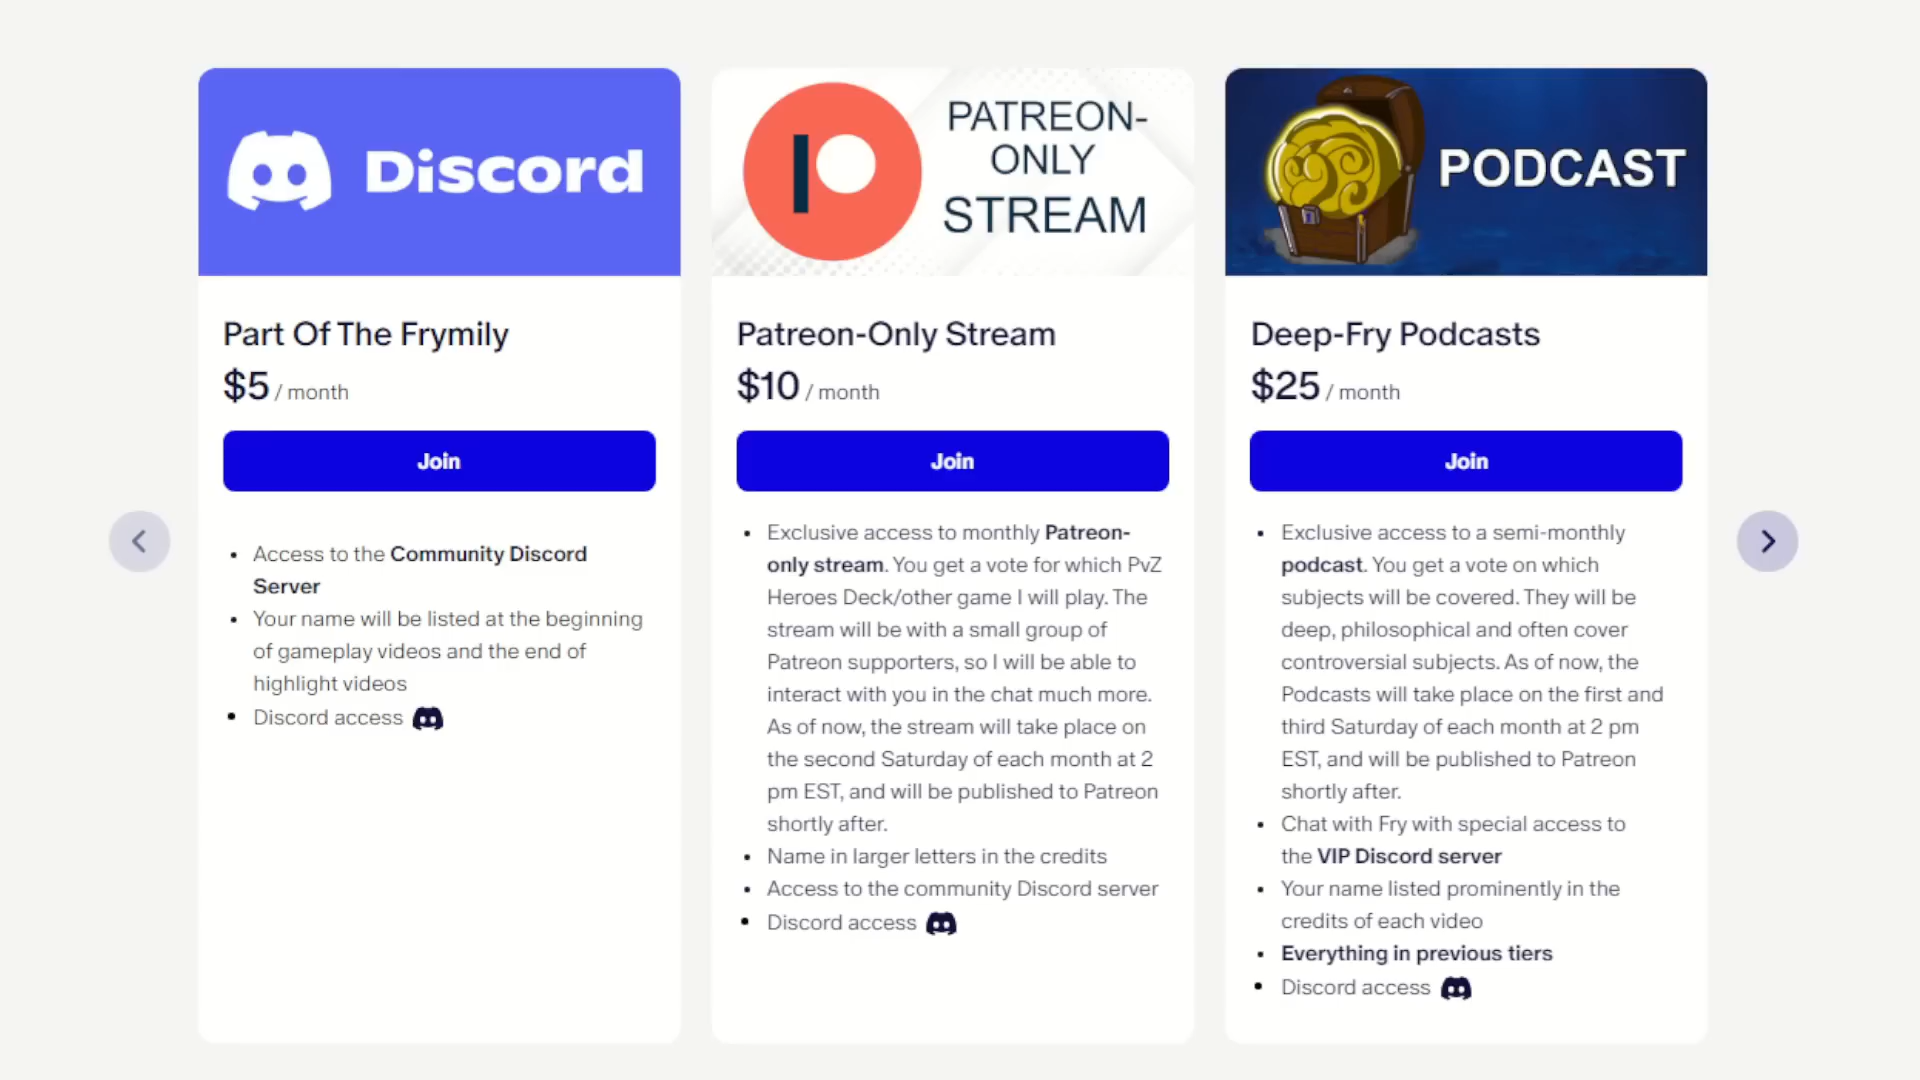 Discord
Part Of The Frymily
$5 / month
Join
Access to the Community Discord
Server
Your name will be listed at the beginning
of gameplay videos and the end of
highlight videos
Discord access
PATREON-
ONLY
STREAM
Patreon-Only Stream
$10 / month
Join
Exclusive access to monthly Patreon-
only stream. You get a vote for which PvZ
Heroes Deck/other game I will play. The
stream will be with a small group of
Patreon supporters, so I will be able to
interact with you in the chat much more.
As of now, the stream will take place on
the second Saturday of each month at 2
pm EST, and will be published to Patreon
shortly after.
Name in larger letters in the credits
Access to the community Discord server
Discord access
PODCAST
Deep-Fry Podcasts
$25 / month
Join
Exclusive access to a semi-monthly
podcast. You get a vote on which
subjects will be covered. They will be
deep, philosophical and often cover
controversial subjects. As of now, the
Podcasts will take place on the first and
third Saturday of each month at 2 pm
EST, and will be published to Patreon
shortly after.
Chat with Fry with special access to
the VIP Discord server
Your name listed prominently in the
credits of each video
Everything in previous tiers
Discord access